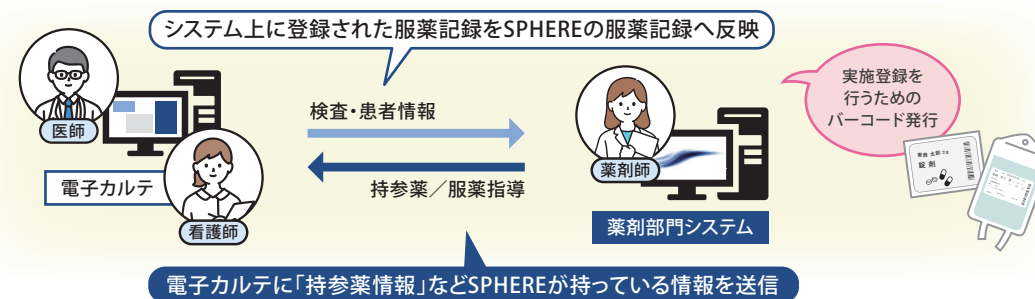 システム上に登録された服薬記録をSPHEREの服薬記録へ反映
医師
電子カルテ
看護師
検査・患者情報
持参薬／服薬指導
薬剤師
薬剤部門システム
実施登録を
行うための
バーコード発行
錠剤
電子カルテに「持参薬情報」などSPHEREが持っている情報を送信